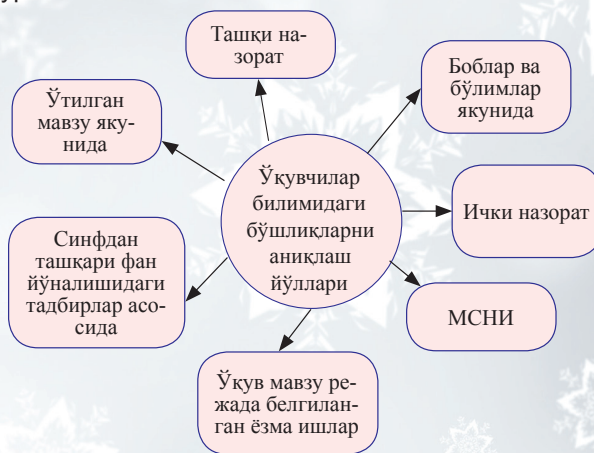 Ташқи на-
зорат
Боблар ва
бўлимлар
якунида
Ўтилган
мавзу яку-
нида
Ўқувчилар
билимидаги
бўшлиқларни
аниқлаш
йўллари
Ички назорат
Синфдан
ташқари фан
йўналишидаги
тадбирлар асо-
сида
МСНИ
Ўқув мавзу ре-
жада белгилан-
ган ёзма ишлар